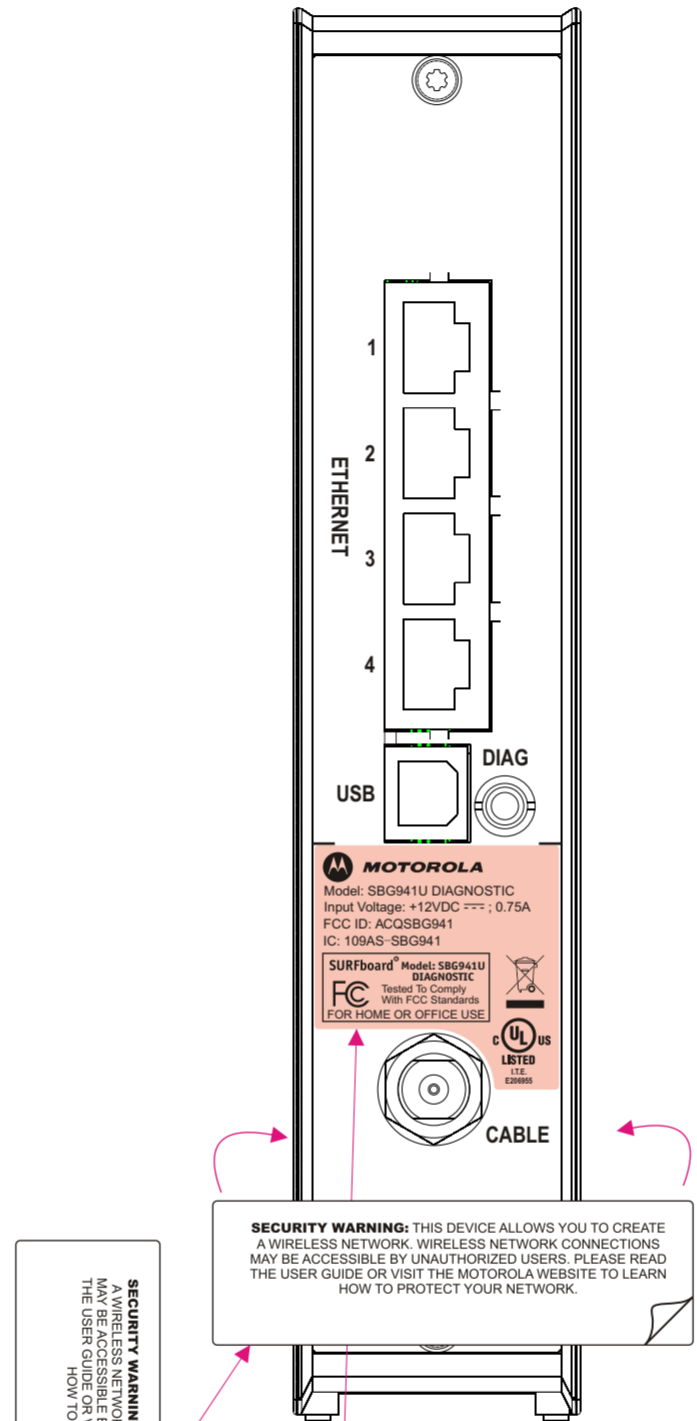 1
2
ETHERNET
3
4
DIAG
USB
MOTOROLA
Model: SBG941U DIAGNOSTIC
Input Voltage: +12VDC ; 0.75A
FCC ID: ACQSBG941
IC: 109AS-SBG941
SURFboard® Model: SBG941U
DIAGNOSTIC
FC Tested To Comply
With FCC Standards
FOR HOME OR OFFICE USE
C UL US
LISTED
I.T.E.
E206955
CABLE
SECURITY WARNING: THIS DEVICE ALLOWS YOU TO CREATE
A WIRELESS NETWORK. WIRELESS NETWORK CONNECTIONS
MAY BE ACCESSIBLE BY UNAUTHORIZED USERS. PLEASE READ
THE USER GUIDE OR VISIT THE MOTOROLA WEBSITE TO LEARN
HOW TO PROTECT YOUR NETWORK.
SECURITY WARNIN
A WIRELESS NETWO
MAY BE ACCESSIBLE
THE USER GUIDE OR
HOW TO